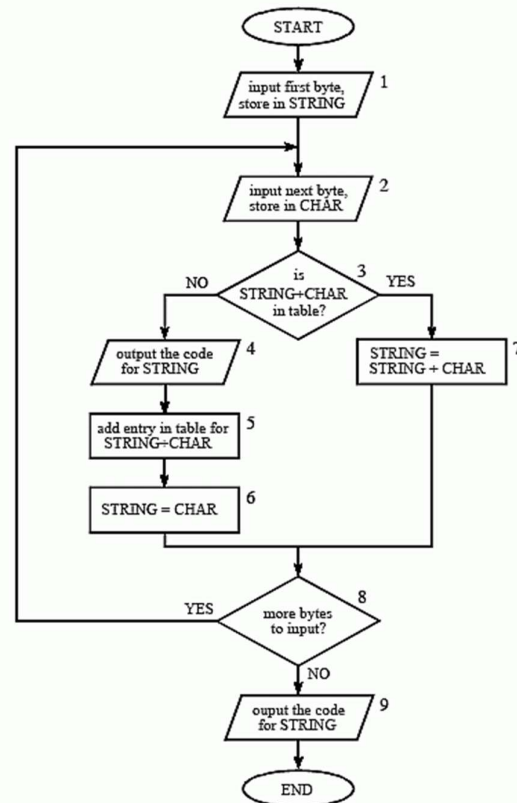 START
1
input first byte,
store in STRING
2
input next byte,
store in CHAR
3
NO
is
STRING+CHAR
in table?
YES
4
output the code
for STRING
7
STRING =
STRING + CHAR
5
add entry in table for
STRING+CHAR
6
STRING = CHAR
8
YES
more bytes
to input?
NO
9
ouput the code
for STRING
END